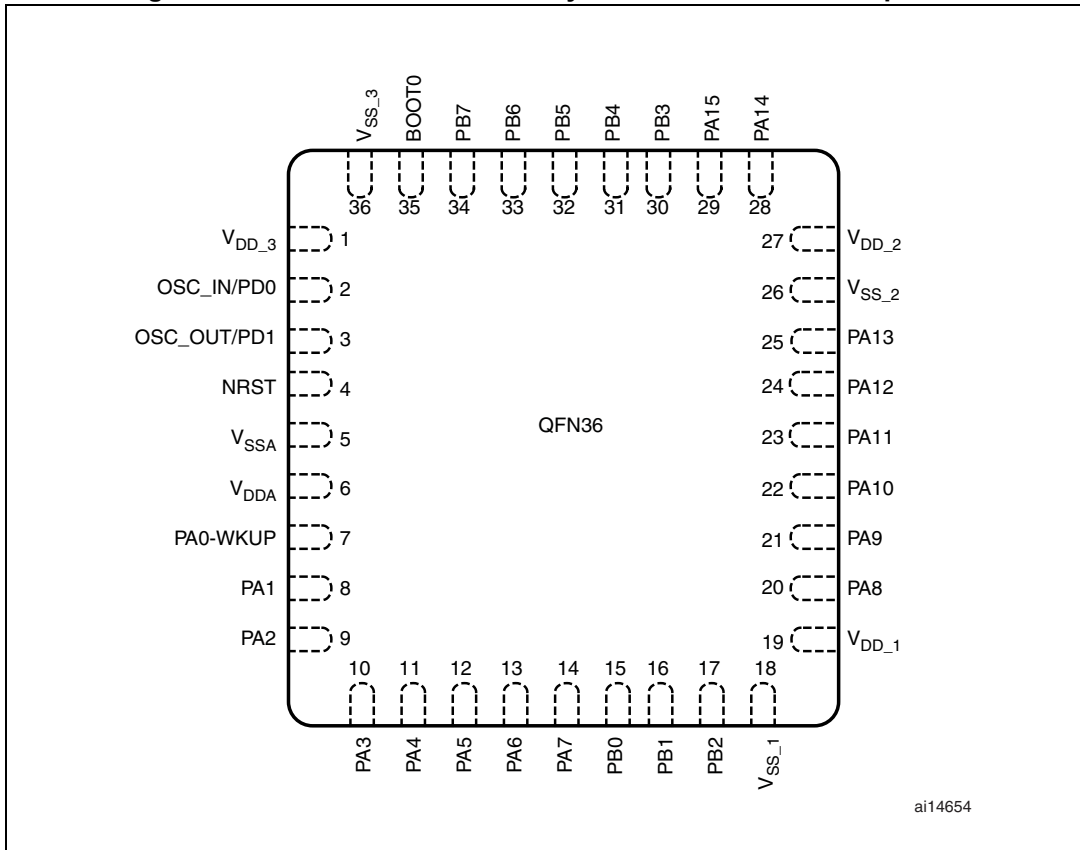 VSS_3
BOOT0
PB7
PB6
PB5
PB4
PB3
PA15
PA14
36
35
34
33
32
31
30
29
28
VDD_3 1
OSC_IN/PD0 2
OSC_OUT/PD1 3
NRST 4
VSSA 5
VDDA 6
PA0-WKUP 7
PA1 8
PA2 9
QFN36
27 VDD_2
26 VSS_2
25 PA13
24 PA12
23 PA11
22 PA10
21 PA9
20 PA8
19 VDD_1
10
11
12
13
14
15
16
17
18
PA3
PA4
PA5
PA6
PA7
PB0
PB1
PB2
VSS_1
ai14654